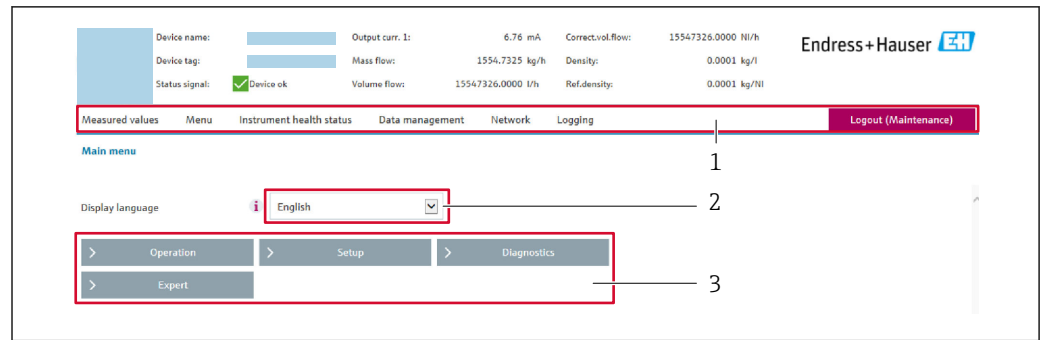 Device name: Output curr. 1: 6.76 mA Correct.vol.flow: 15547326.0000 Nl/h
Endress+Hauser EH
Device tag: Mass flow: 1554.7325 kg/h Density: 0.0001 kg/l
Status signal: Device ok Volume flow: 15547326.0000 l/h Ref.density: 0.0001 kg/Nl
Measured values Menu Instrument health status Data management Network Logging Logout (Maintenance)
1
Main menu
Display language i English 2
> Operation > Setup > Diagnostics
> Expert 3